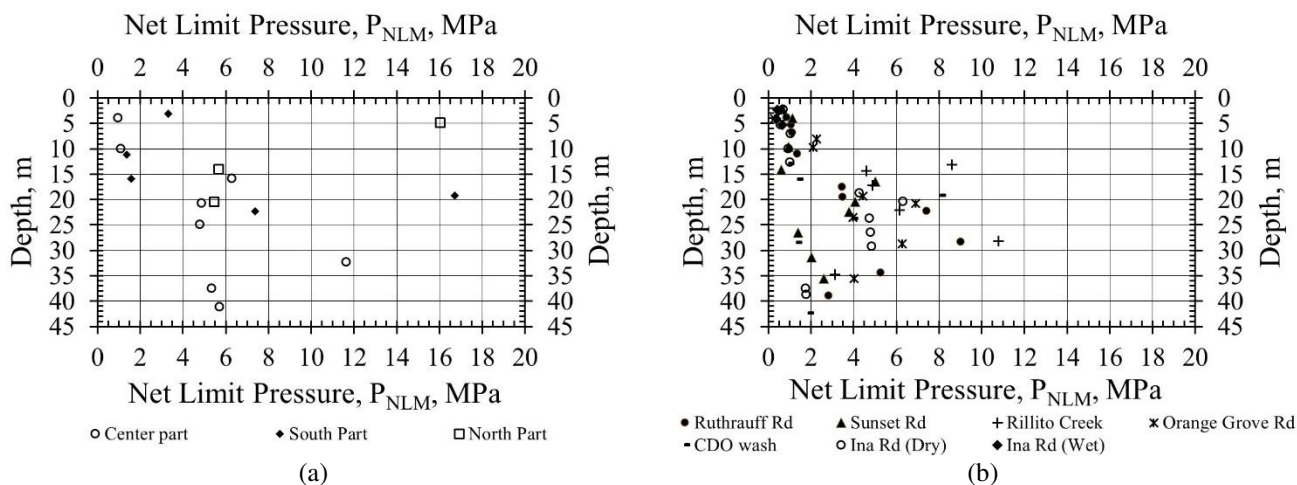 Net Limit Pressure, PNLM, MPa
0 2 4 6 8 10 12 14 16 18 20
0 5 10 15 20 25 30 35 40 45
Depth, m
0 5 10 15 20 25 30 35 40 45
Depth, m
0 2 4 6 8 10 12 14 16 18 20
Net Limit Pressure, PNLM, MPa
Center part South Part North Part
(a)
Net Limit Pressure, PNLM, MPa
0 2 4 6 8 10 12 14 16 18 20
0 5 10 15 20 25 30 35 40 45
Depth, m
0 5 10 15 20 25 30 35 40 45
Depth, m
0 2 4 6 8 10 12 14 16 18 20
Net Limit Pressure, PNLM, MPa
Ruthrauff Rd Sunset Rd Rillito Creek Orange Grove Rd
CDO wash Ina Rd (Dry) Ina Rd (Wet)
(b)